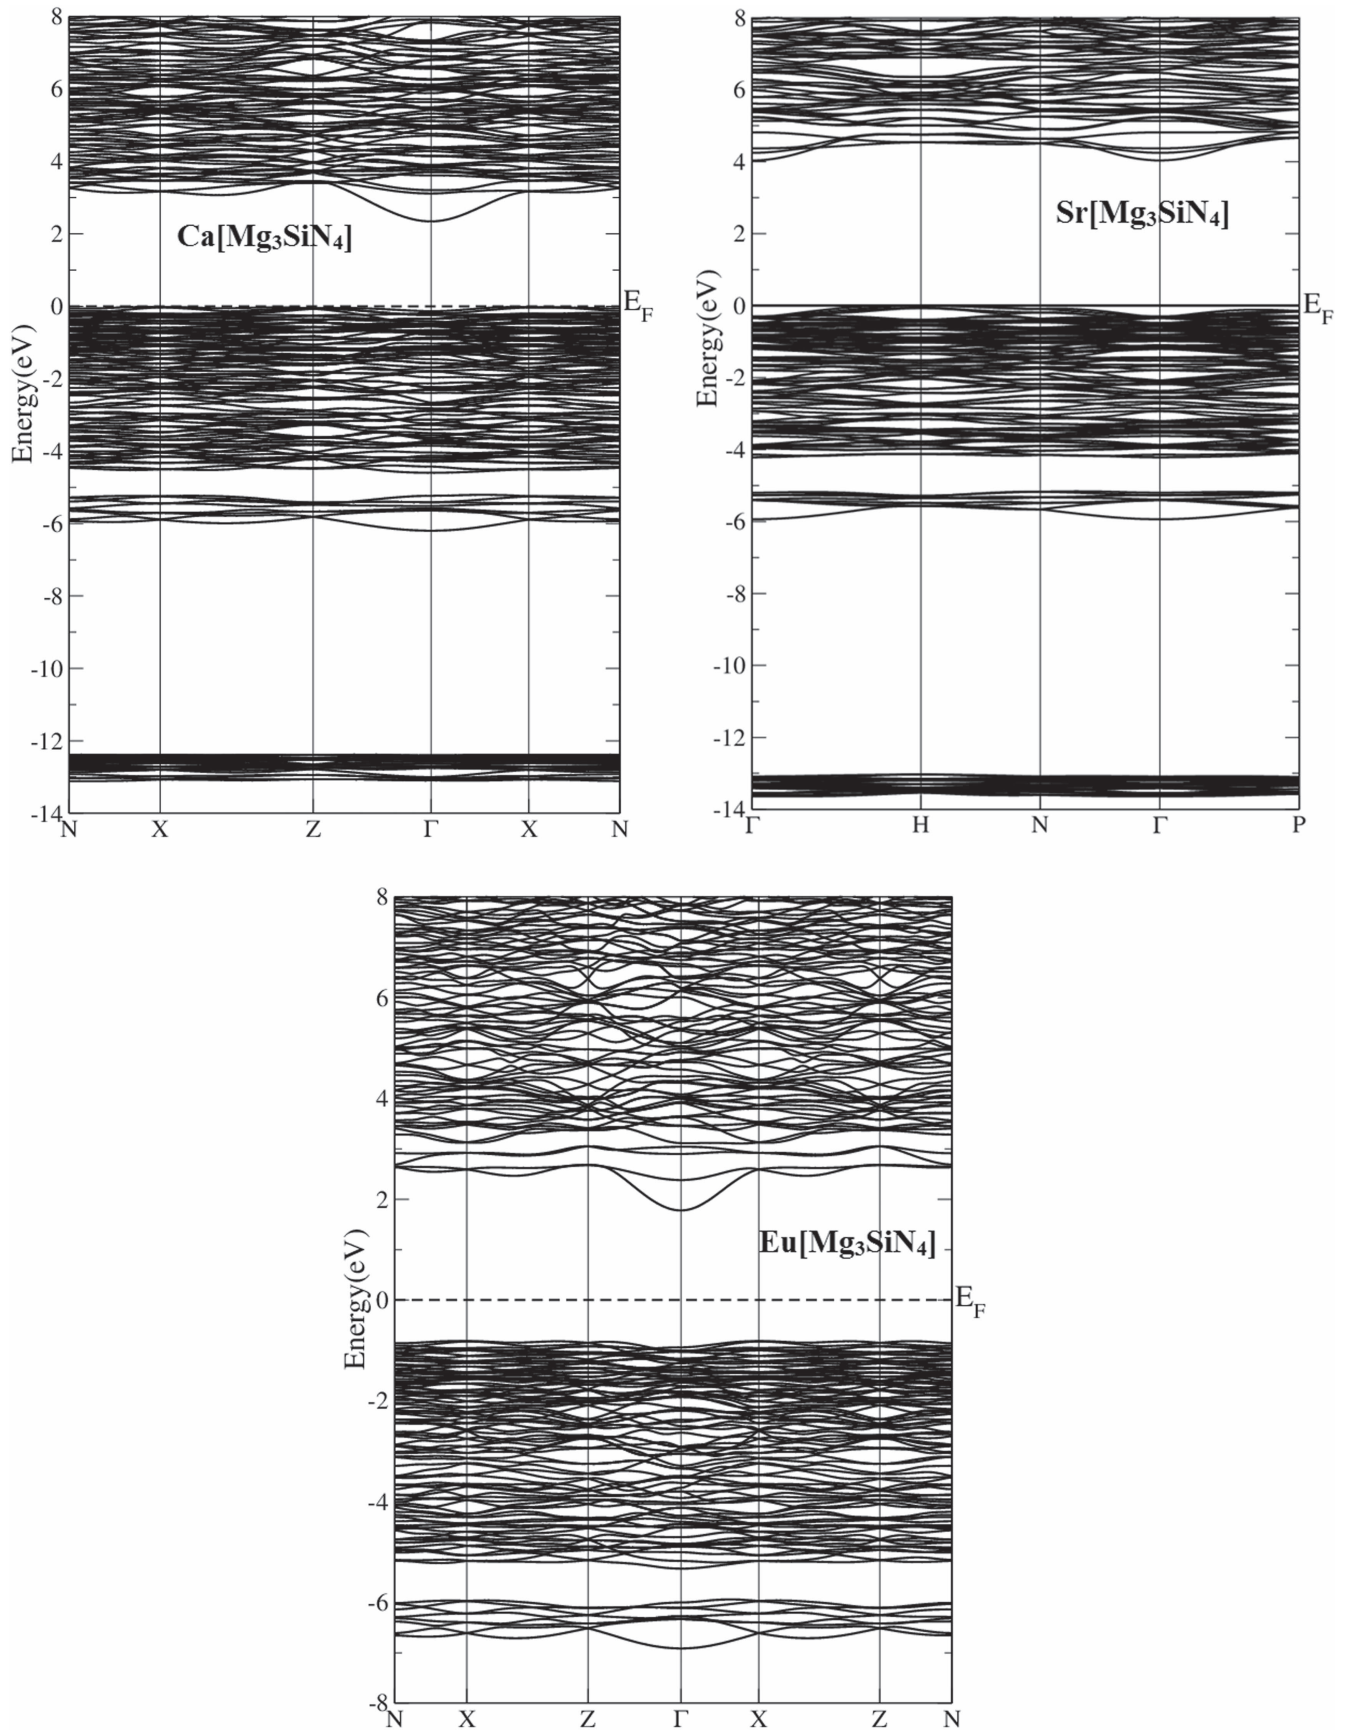 8
6
4
2
0
-2
-4
-6
-8
-10
-12
-14
Energy(eV)
Ca[Mg₃SiN₄]
E_F
N X Z Γ X N
8
6
4
2
0
-2
-4
-6
-8
-10
-12
-14
Energy(eV)
Sr[Mg₃SiN₄]
E_F
Γ H N Γ P
8
6
4
2
0
-2
-4
-6
-8
Energy(eV)
Eu[Mg₃SiN₄]
E_F
N X Z Γ X Z N